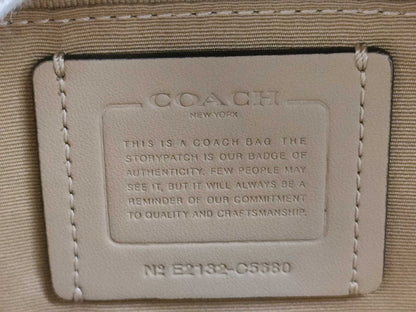 COACH
NEW YORK
THIS IS A COACH BAG. THE
STORYPATCH IS OUR BADGE OF
AUTHENTICITY. FEW PEOPLE MAY
SEE IT, BUT IT WILL ALWAYS BE A
REMINDER OF OUR COMMITMENT
TO QUALITY AND CRAFTSMANSHIP.
Nº E2132-C5680